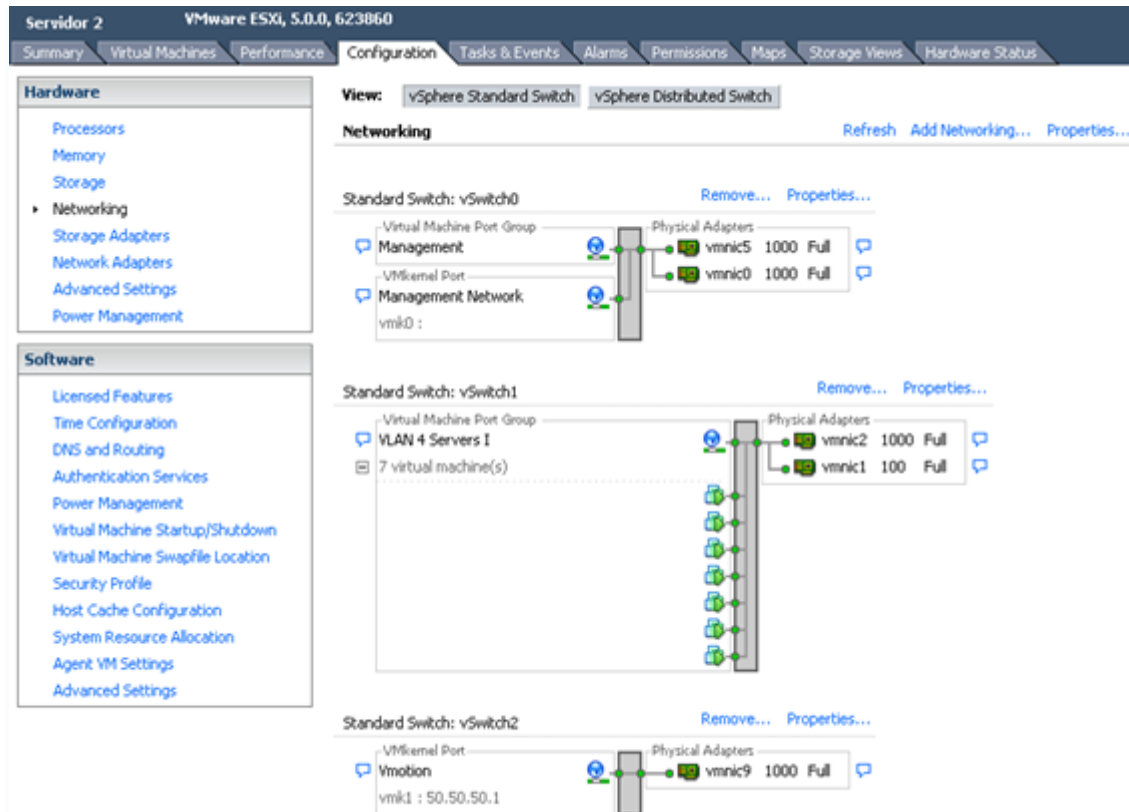 Servidor 2 VMware ESXi, 5.0.0, 623860
Summary Virtual Machines Performance Configuration Tasks & Events Alarms Permissions Maps Storage Views Hardware Status
Hardware
Processors
Memory
Storage
Networking
Storage Adapters
Network Adapters
Advanced Settings
Power Management
Software
Licensed Features
Time Configuration
DNS and Routing
Authentication Services
Power Management
Virtual Machine Startup/Shutdown
Virtual Machine Swapfile Location
Security Profile
Host Cache Configuration
System Resource Allocation
Agent VM Settings
Advanced Settings
View: vSphere Standard Switch vSphere Distributed Switch
Networking Refresh Add Networking... Properties...
Standard Switch: vSwitch0 Remove... Properties...
Virtual Machine Port Group
Management
VMkernel Port
Management Network
vmk0 :
Physical Adapters
vmnic5 1000 Full
vmnic0 1000 Full
Standard Switch: vSwitch1 Remove... Properties...
Virtual Machine Port Group
VLAN 4 Servers I
7 virtual machine(s)
Physical Adapters
vmnic2 1000 Full
vmnic1 100 Full
Standard Switch: vSwitch2 Remove... Properties...
VMkernel Port
Vmotion
vmk1 : 50.50.50.1
Physical Adapters
vmnic9 1000 Full